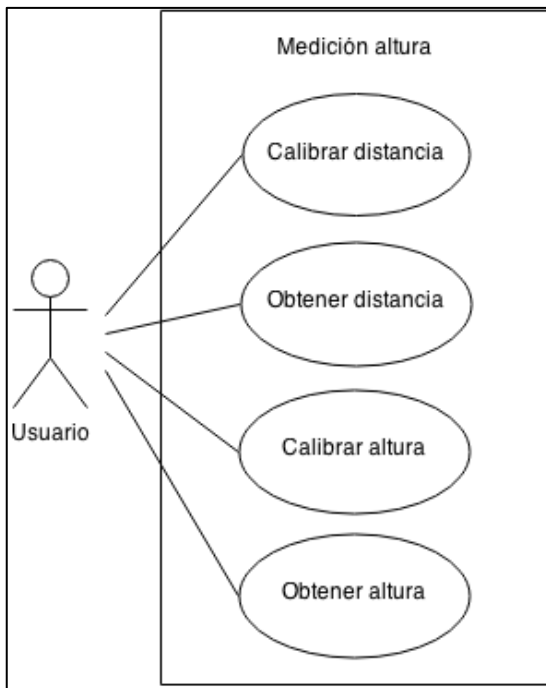 Medición altura
Calibrar distancia
Obtener distancia
Calibrar altura
Obtener altura
Usuario